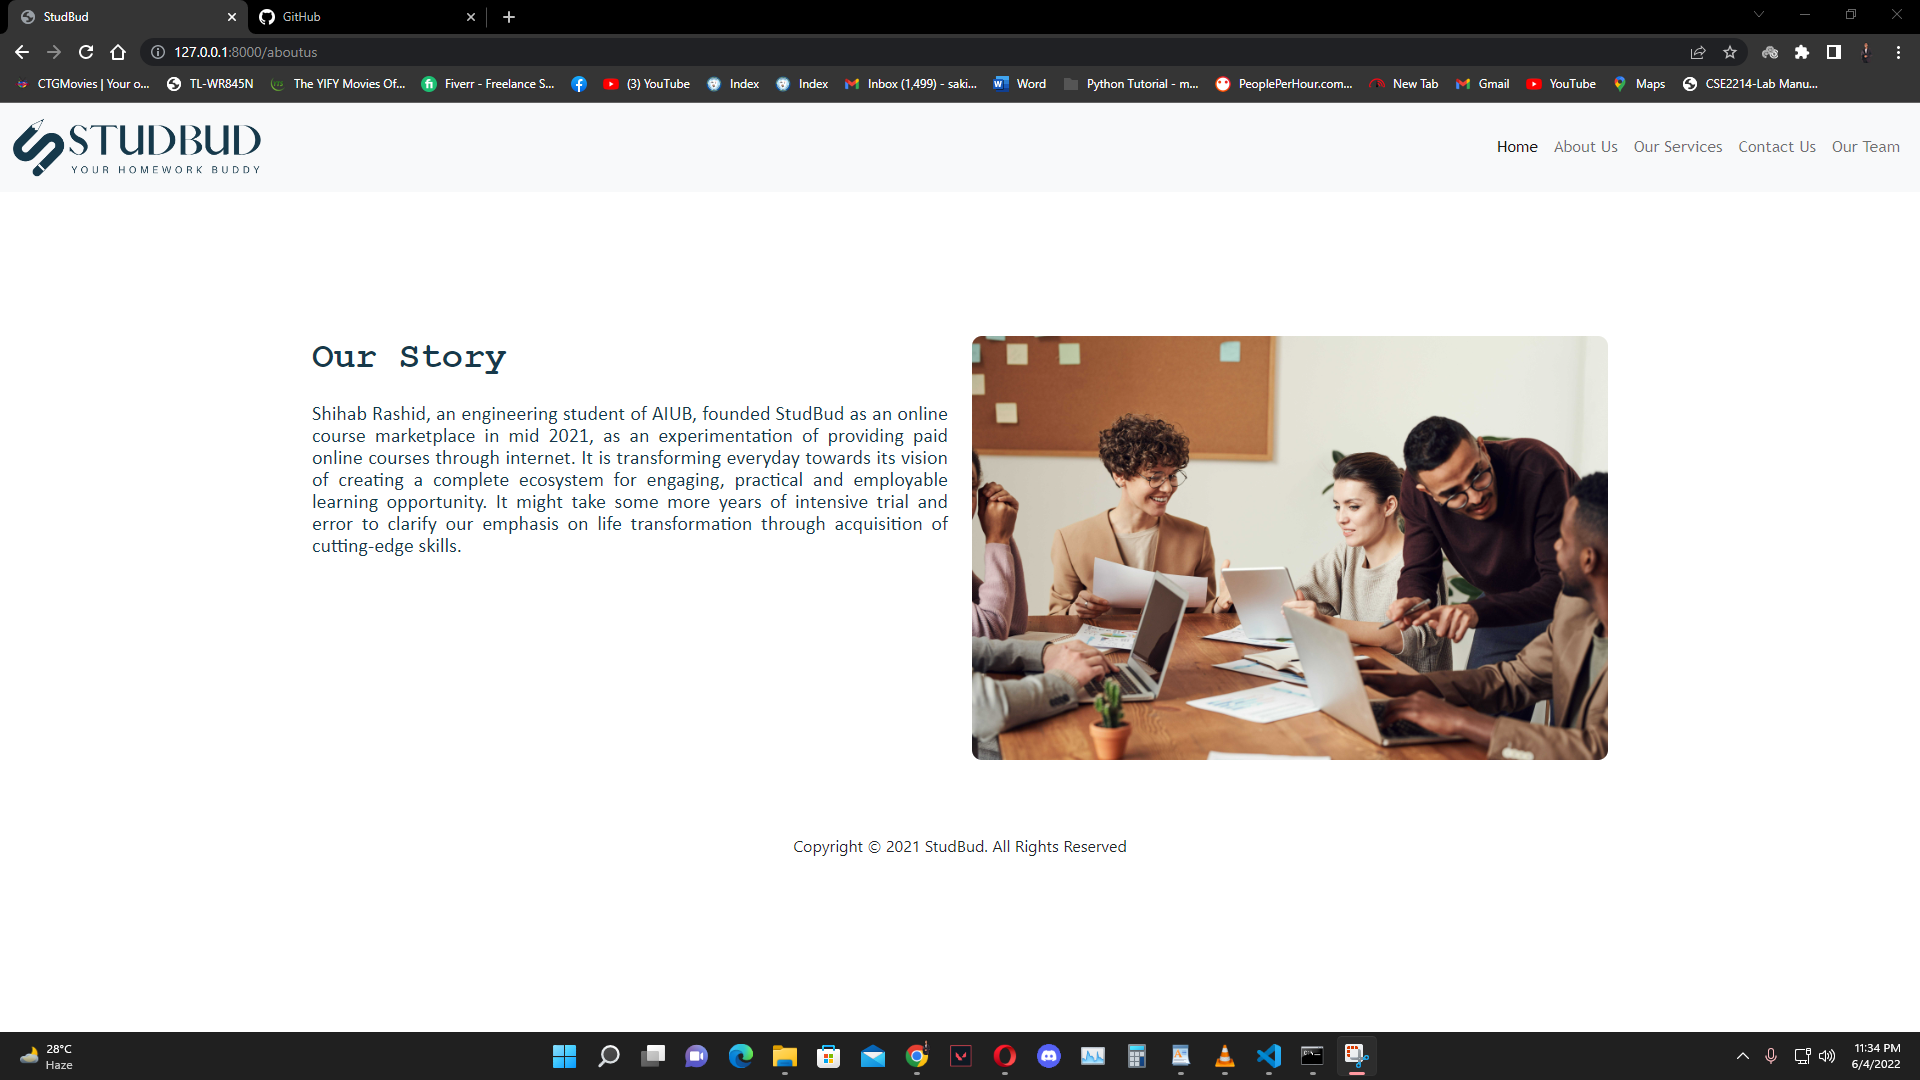 StudBud
GitHub
127.0.0.1:8000/aboutus
CTGMovies | Your o...
TL-WR845N
The YIFY Movies Of...
Fiverr - Freelance S...
(3) YouTube
Index
Index
Inbox (1,499) - saki...
Word
Python Tutorial - m...
PeoplePerHour.com...
New Tab
Gmail
YouTube
Maps
CSE2214-Lab Manu...
STUDBUD
YOUR HOMEWORK BUDDY
Home
About Us
Our Services
Contact Us
Our Team
Our Story
Shihab Rashid, an engineering student of AIUB, founded StudBud as an online
course marketplace in mid 2021, as an experimentation of providing paid
online courses through internet. It is transforming everyday towards its vision
of creating a complete ecosystem for engaging, practical and employable
learning opportunity. It might take some more years of intensive trial and
error to clarify our emphasis on life transformation through acquisition of
cutting-edge skills.
Copyright © 2021 StudBud. All Rights Reserved
28°C
Haze
11:34 PM
6/4/2022